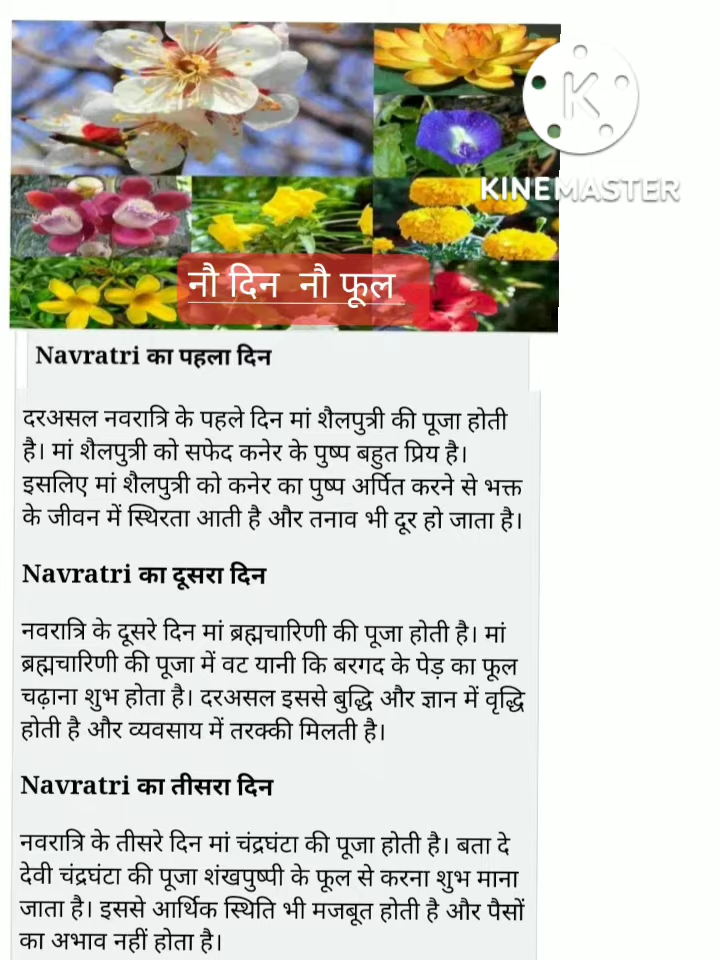 K
KINEMASTER
नौ दिन नौ फूल
Navratri का पहला दिन
दरअसल नवरात्रि के पहले दिन मां शैलपुत्री की पूजा होती
है। मां शैलपुत्री को सफेद कनेर के पुष्प बहुत प्रिय है।
इसलिए मां शैलपुत्री को कनेर का पुष्प अर्पित करने से भक्त
के जीवन में स्थिरता आती है और तनाव भी दूर हो जाता है।
Navratri का दूसरा दिन
नवरात्रि के दूसरे दिन मां ब्रह्मचारिणी की पूजा होती है। मां
ब्रह्मचारिणी की पूजा में वट यानी कि बरगद के पेड़ का फूल
चढ़ाना शुभ होता है। दरअसल इससे बुद्धि और ज्ञान में वृद्धि
होती है और व्यवसाय में तरक्की मिलती है।
Navratri का तीसरा दिन
नवरात्रि के तीसरे दिन मां चंद्रघंटा की पूजा होती है। बता दे
देवी चंद्रघंटा की पूजा शंखपुष्पी के फूल से करना शुभ माना
जाता है। इससे आर्थिक स्थिति भी मजबूत होती है और पैसों
का अभाव नहीं होता है।